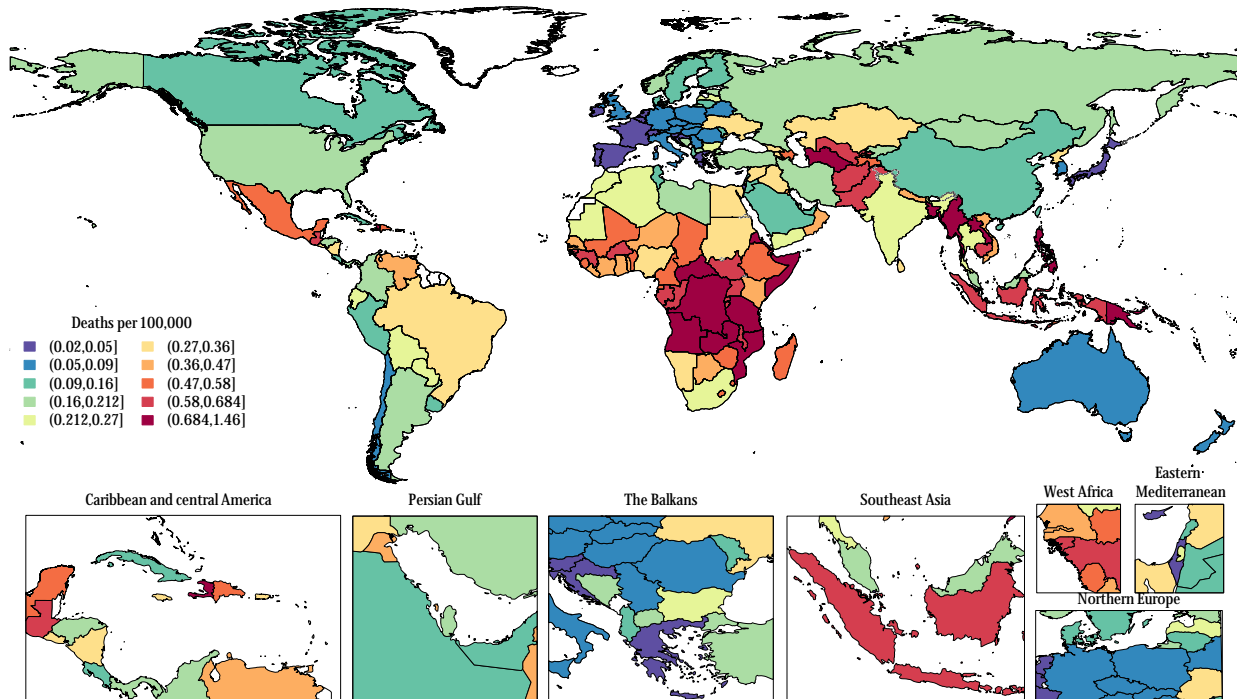 Deaths per 100,000
(0.02,0.05]
(0.05,0.09]
(0.09,0.16]
(0.16,0.212]
(0.212,0.27]
(0.27,0.36]
(0.36,0.47]
(0.47,0.58]
(0.58,0.684]
(0.684,1.46]
Caribbean and central America
Persian Gulf
The Balkans
Southeast Asia
West Africa
Eastern
Mediterranean
Northern Europe